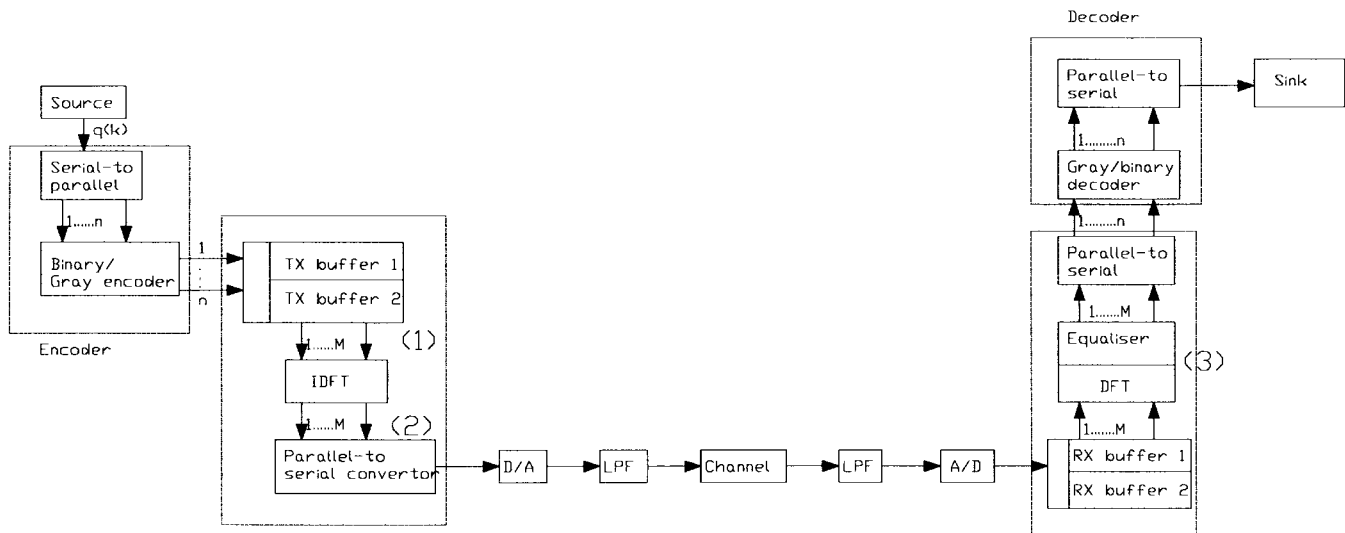 Source
q(k)
Serial-to
parallel
1......n
Binary/
Gray encoder
1
n
Encoder
TX buffer 1
TX buffer 2
1......M
(1)
IDFT
1......M
(2)
Parallel-to
serial convertor
D/A
LPF
Channel
LPF
A/D
RX buffer 1
RX buffer 2
1.......M
DFT
Equaliser
(3)
1.......M
Parallel-to
serial
1.........n
Gray/binary
decoder
1.........n
Parallel-to
serial
Decoder
Sink